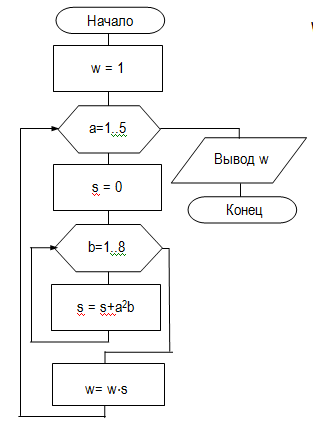 Начало
w = 1
a=1..5
s = 0
Вывод w
Конец
b=1..8
s = s+a²b
w= w·s